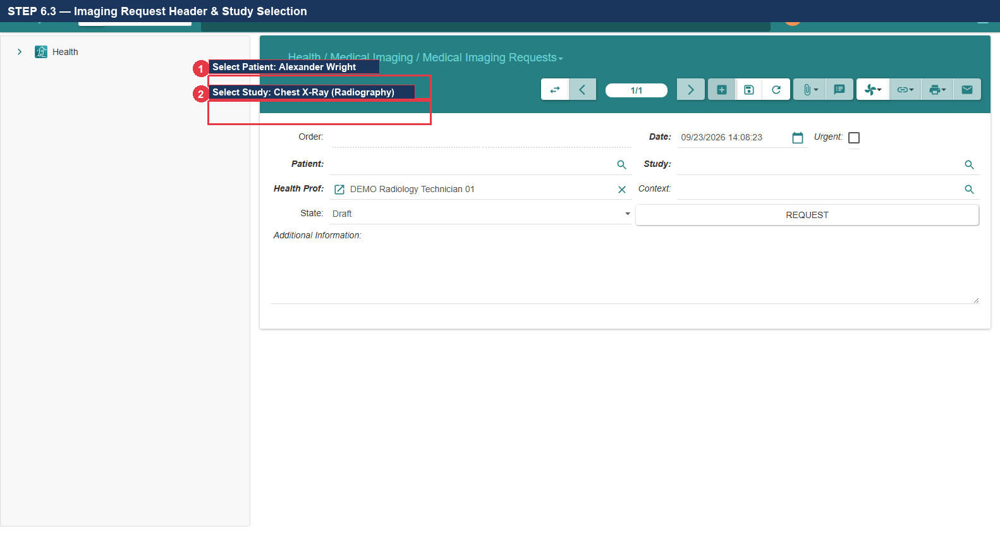 STEP 6.3 — Imaging Request Header & Study Selection
Health
Health / Medical Imaging / Medical Imaging Requests
1 Select Patient: Alexander Wright
2 Select Study: Chest X-Ray (Radiography)
1/1
Order:
Date: 09/23/2026 14:08:23
Urgent:
Patient:
Study:
Health Prof: DEMO Radiology Technician 01
Context:
State: Draft
REQUEST
Additional Information: